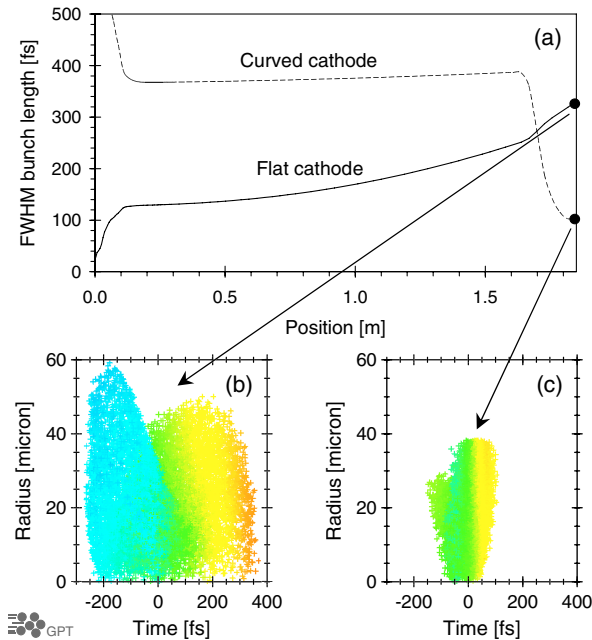 500
(a)
Curved cathode
400
300
Flat cathode
200
100
0
FWHM bunch length [fs]
0.0
0.5
1.0
1.5
Position [m]
60
(b)
40
20
0
Radius [micron]
-200
0
200
400
Time [fs]
60
(c)
40
20
0
Radius [micron]
-200
0
200
400
Time [fs]
GPT